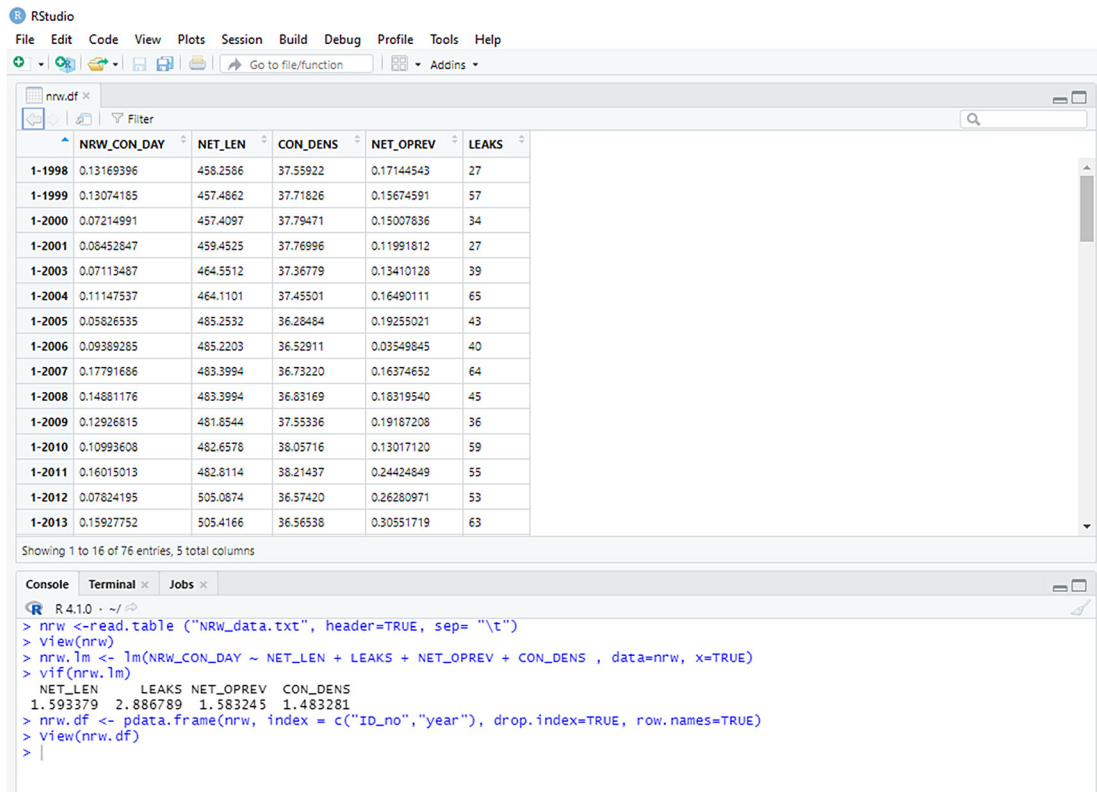 RStudio
File Edit Code View Plots Session Build Debug Profile Tools Help
Go to file/function Addins
nrw.df
Filter
NRW_CON_DAY NET_LEN CON_DENS NET_OPREV LEAKS
1-1998 0.13169396 458.2586 37.55922 0.17144543 27
1-1999 0.13074185 457.4862 37.71826 0.15674591 57
1-2000 0.07214991 457.4097 37.79471 0.15007836 34
1-2001 0.08452847 459.4525 37.76996 0.11991812 27
1-2003 0.07113487 464.5512 37.36779 0.13410128 39
1-2004 0.11147537 464.1101 37.45501 0.16490111 65
1-2005 0.05826535 485.2532 36.28484 0.19255021 43
1-2006 0.09389285 485.2203 36.52911 0.03549845 40
1-2007 0.17791686 483.3994 36.73220 0.16374652 64
1-2008 0.14881176 483.3994 36.83169 0.18319540 45
1-2009 0.12926815 481.8544 37.55336 0.19187208 36
1-2010 0.10993608 482.6578 38.05716 0.13017120 59
1-2011 0.16015013 482.8114 38.21437 0.24424849 55
1-2012 0.07824195 505.0874 36.57420 0.26280971 53
1-2013 0.15927752 505.4166 36.56538 0.30551719 63
Showing 1 to 16 of 76 entries, 5 total columns
Console Terminal Jobs
R 4.1.0 · ~/
> nrw <-read.table ("NRW_data.txt", header=TRUE, sep= "\t")
> View(nrw)
> nrw.lm <- lm(NRW_CON_DAY ~ NET_LEN + LEAKS + NET_OPREV + CON_DENS , data=nrw, x=TRUE)
> vif(nrw.lm)
NET_LEN LEAKS NET_OPREV CON_DENS
1.593379 2.886789 1.583245 1.483281
> nrw.df <- pdata.frame(nrw, index = c("ID_no","year"), drop.index=TRUE, row.names=TRUE)
> View(nrw.df)
>